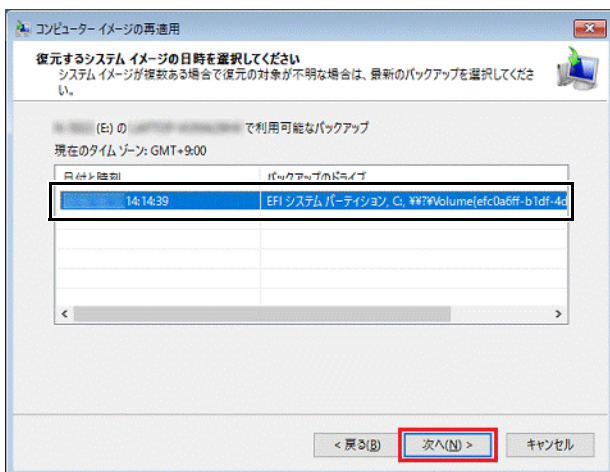 コンピューター イメージの再適用
復元するシステム イメージの日時を選択してください
システム イメージが複数ある場合で復元の対象が不明な場合は、最新のバックアップを選択してくださ
い。
(E:) の で利用可能なバックアップ
現在のタイム ゾーン: GMT+9:00
日付と時刻 バックアップのドライブ
14:14:39 EFI システム パーティション, C:, ¥¥?¥Volume{efc0a6ff-b1df-4d
< 戻る(B) 次へ(N) > キャンセル